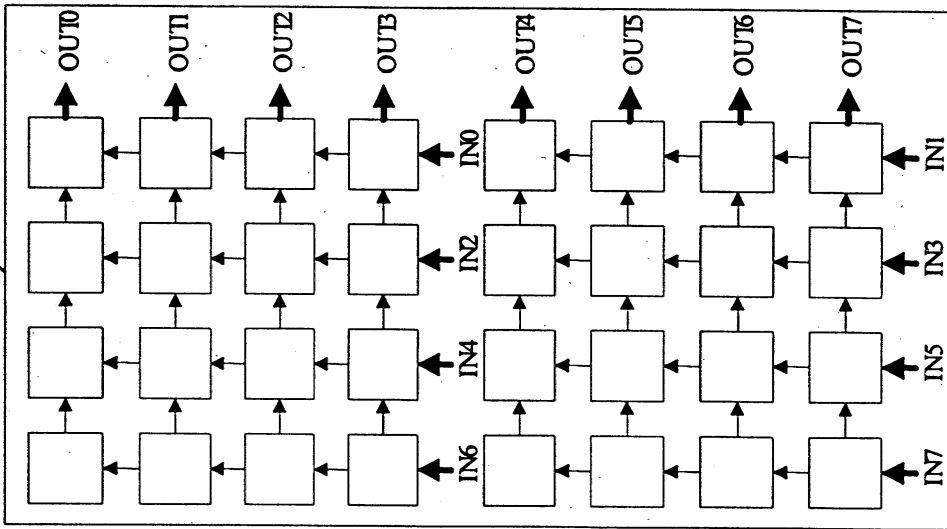 OUT0
OUT1
OUT2
OUT3
IN6 IN4 IN2 IN0
OUT4
OUT5
OUT6
OUT7
IN7 IN5 IN3 IN1